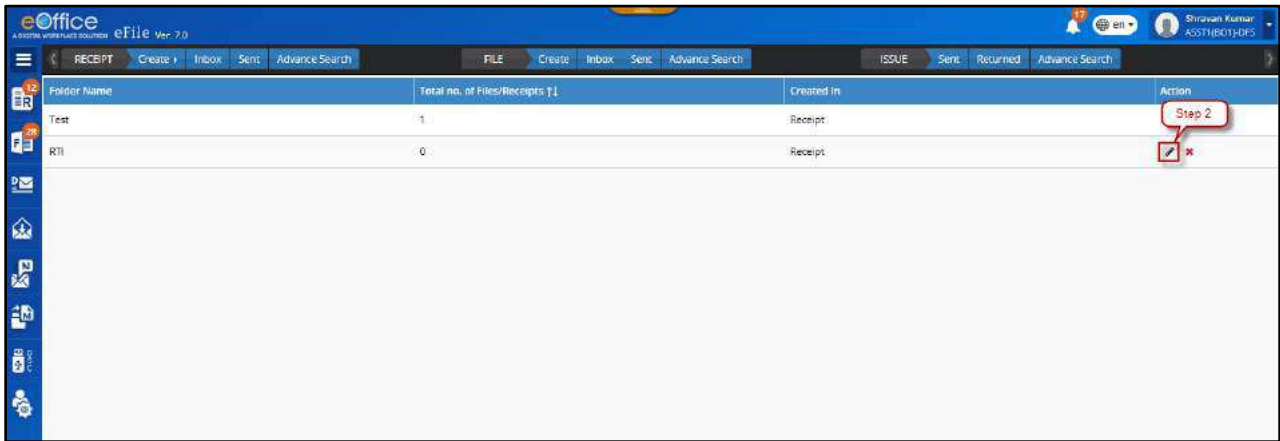 eOffice
A DIGITAL WORKPLACE SOLUTION eFile Ver. 7.0
17
en
Shravan Kumar
ASST1(BO1)-DFS
RECEIPT Create Inbox Sent Advance Search FILE Create Inbox Sent Advance Search ISSUE Sent Returned Advance Search
12
R
Folder Name Total no. of Files/Receipts Created In Action
Test 1 Receipt
Step 2
28
F
RTI 0 Receipt
D
N
M